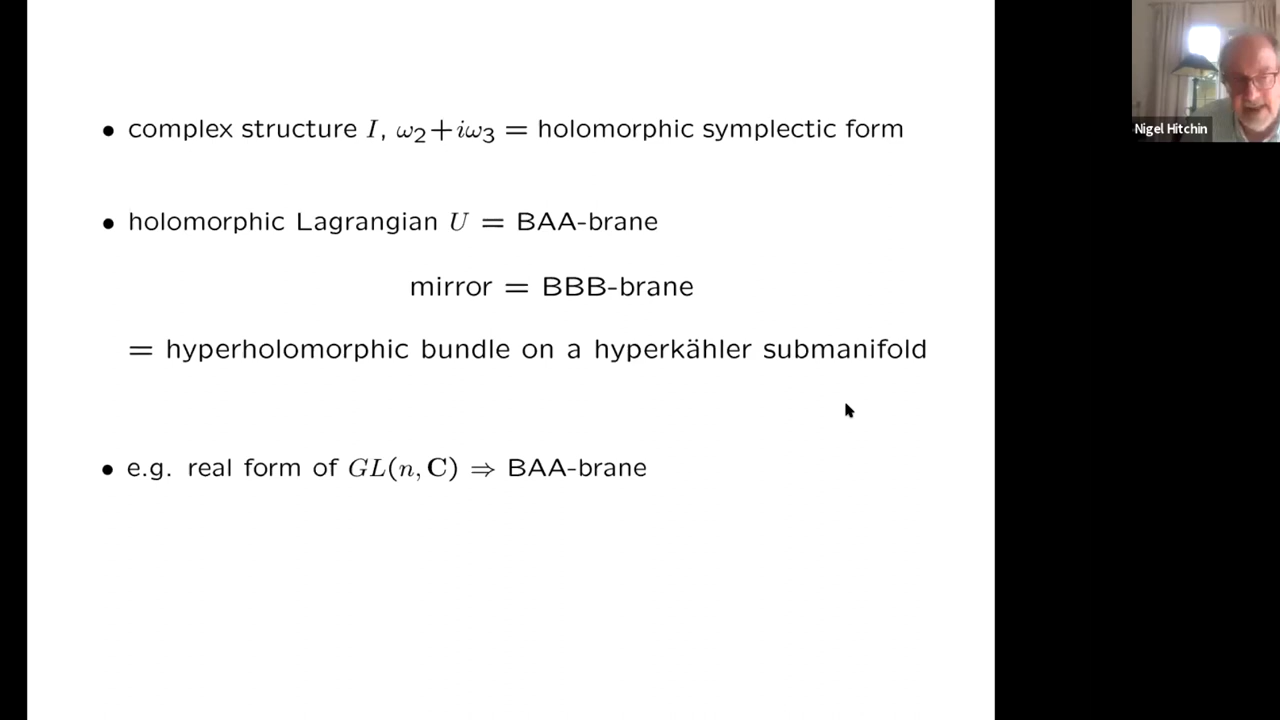 • complex structure I, ω₂+iω₃ = holomorphic symplectic form
Nigel Hitchin
• holomorphic Lagrangian U = BAA-brane
mirror = BBB-brane
= hyperholomorphic bundle on a hyperkähler submanifold
• e.g. real form of GL(n, C) ⇒ BAA-brane